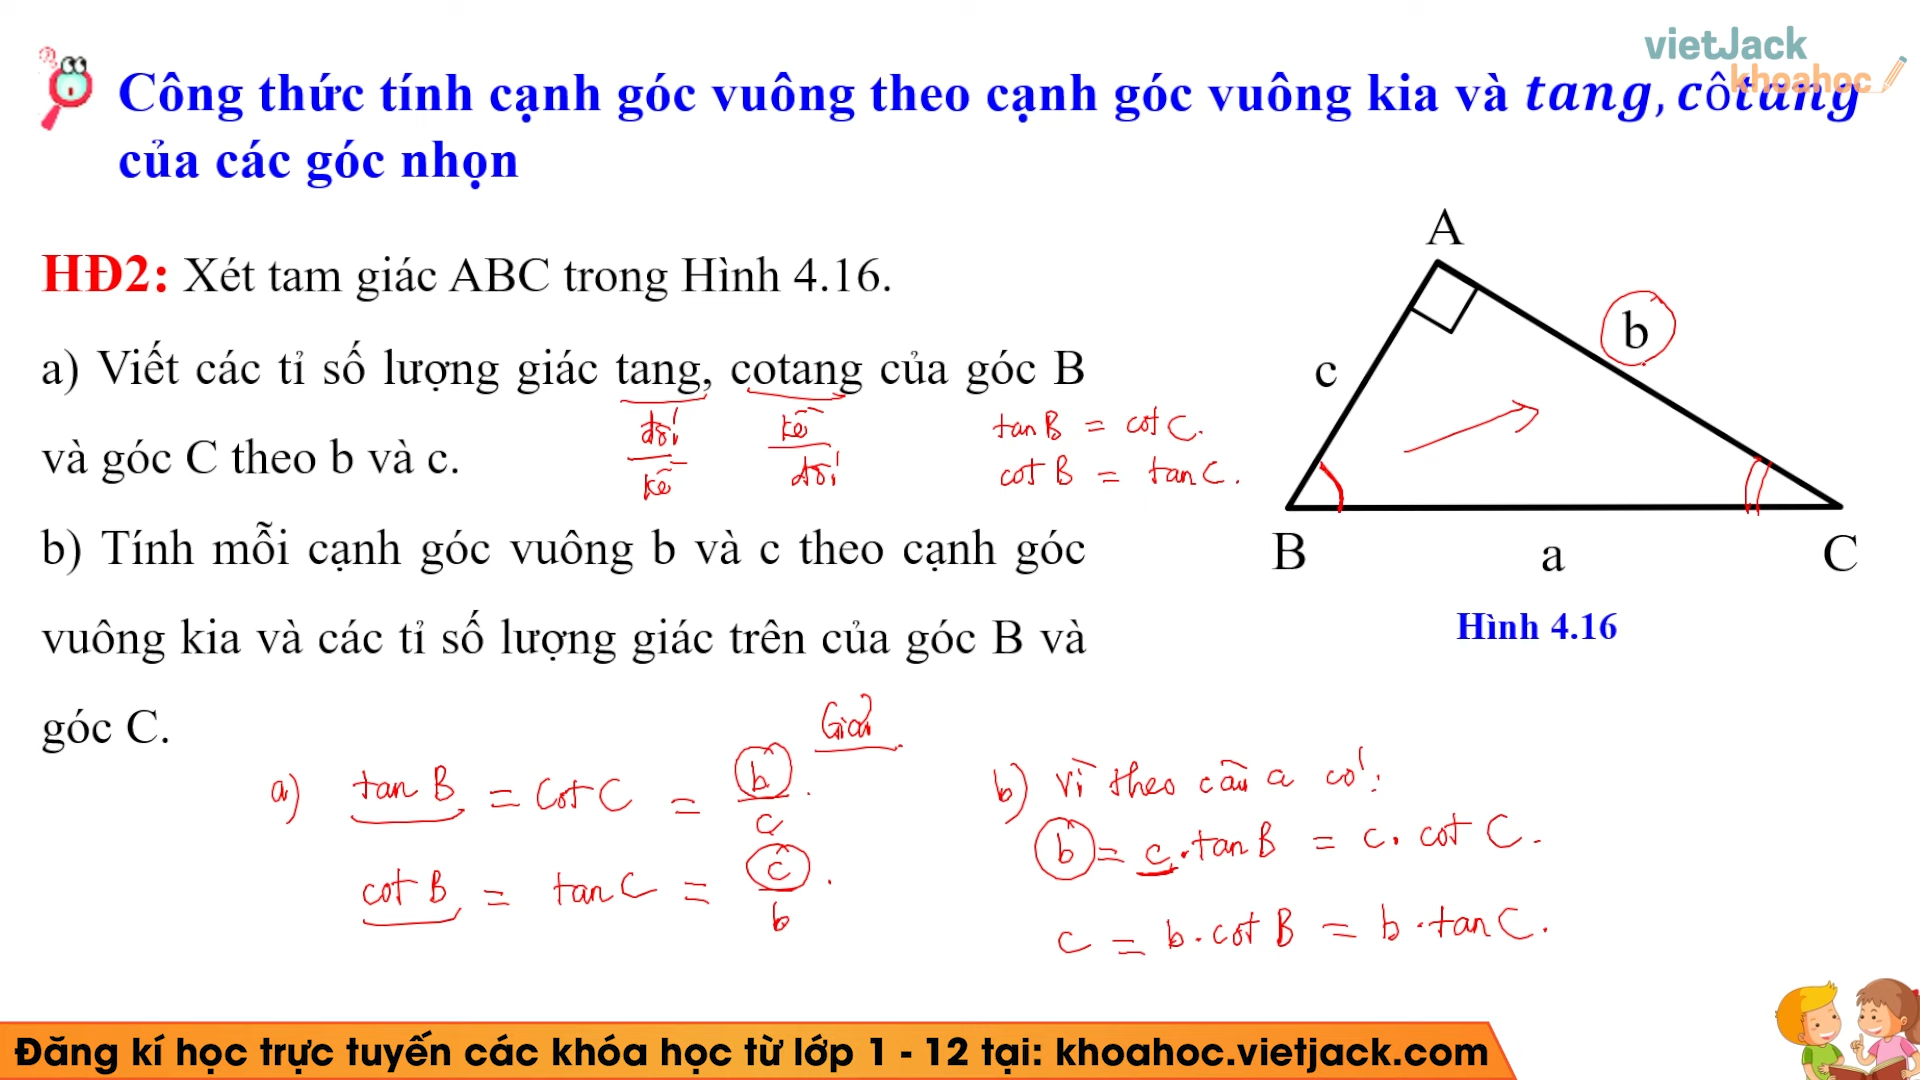 vietJack
khoahoc
Công thức tính cạnh góc vuông theo cạnh góc vuông kia và tang, côtang
của các góc nhọn
HĐ2: Xét tam giác ABC trong Hình 4.16.
a) Viết các tỉ số lượng giác tang, cotang của góc B
và góc C theo b và c.
đối
kề
kề
đối
tan B = cot C.
cot B = tan C.
b) Tính mỗi cạnh góc vuông b và c theo cạnh góc
vuông kia và các tỉ số lượng giác trên của góc B và
góc C.
A
c
b
B
a
C
Hình 4.16
Giải
a) tan B = cot C = b/c.
cot B = tan C = c/b.
b) Vì theo câu a có:
b = c.tan B = c.cot C.
c = b.cot B = b.tan C.
Đăng kí học trực tuyến các khóa học từ lớp 1 - 12 tại: khoahoc.vietjack.com